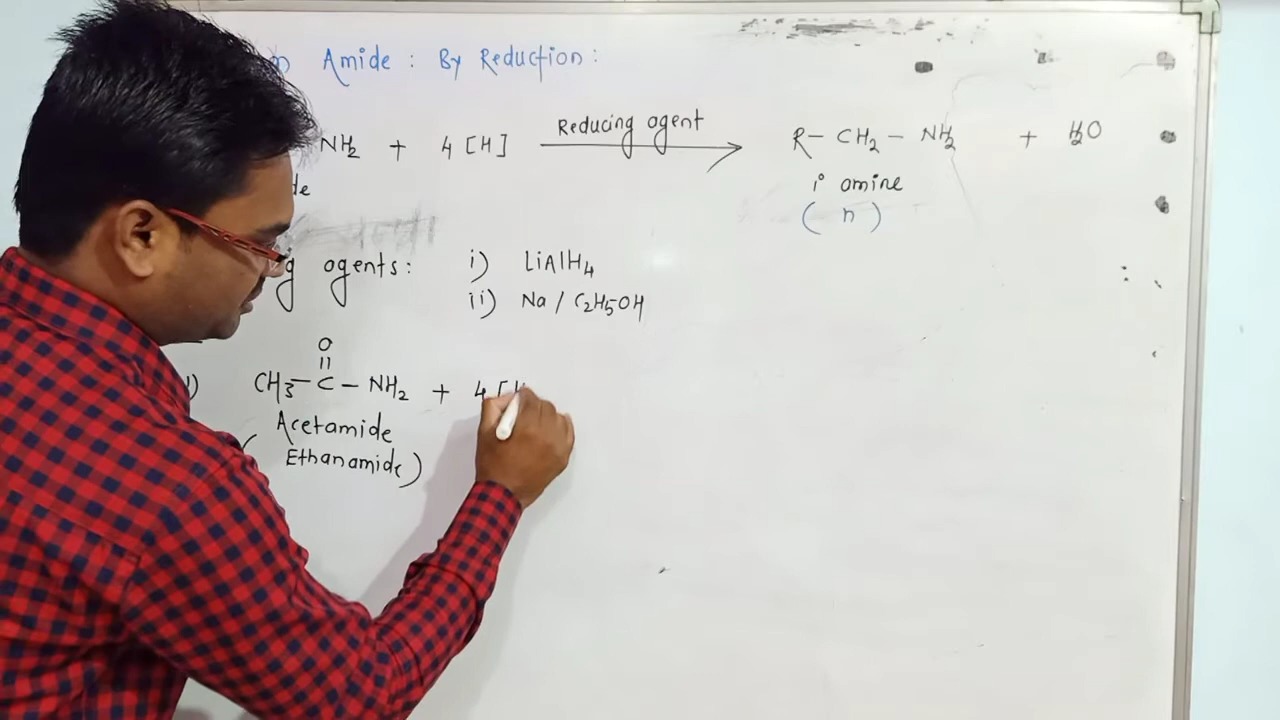 Amide : By Reduction :
NH2 + 4 [H] Reducing agent → R – CH2 – NH2 + H2O
de
1° amine
( n )
g agents : i) LiAlH4
ii) Na / C2H5OH
O
1) CH3 – C – NH2 + 4 [H
Acetamide
( Ethanamide )